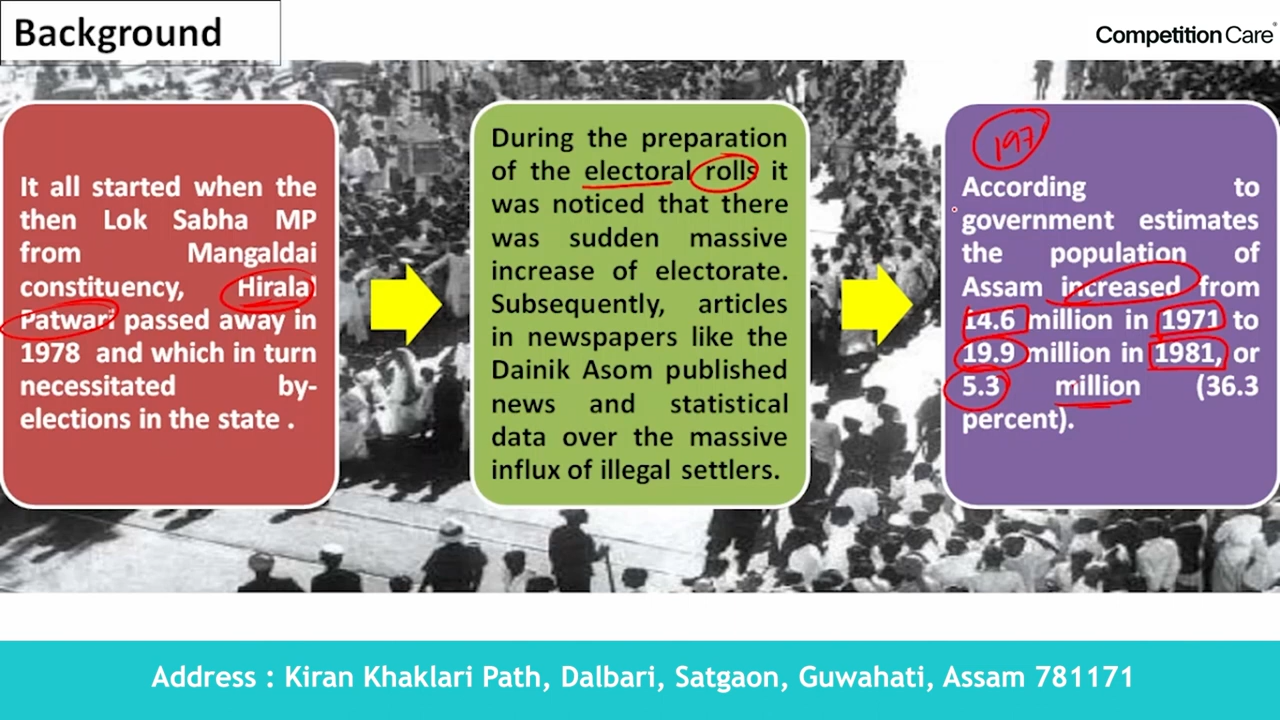 Background
Competition Care
It all started when the
then Lok Sabha MP
from Mangaldai
constituency, Hiralal
Patwari passed away in
1978 and which in turn
necessitated by-
elections in the state .
During the preparation
of the electoral rolls it
was noticed that there
was sudden massive
increase of electorate.
Subsequently, articles
in newspapers like the
Dainik Asom published
news and statistical
data over the massive
influx of illegal settlers.
197
According to
government estimates
the population of
Assam increased from
14.6 million in 1971 to
19.9 million in 1981, or
5.3 million (36.3
percent).
Address : Kiran Khaklari Path, Dalbari, Satgaon, Guwahati, Assam 781171